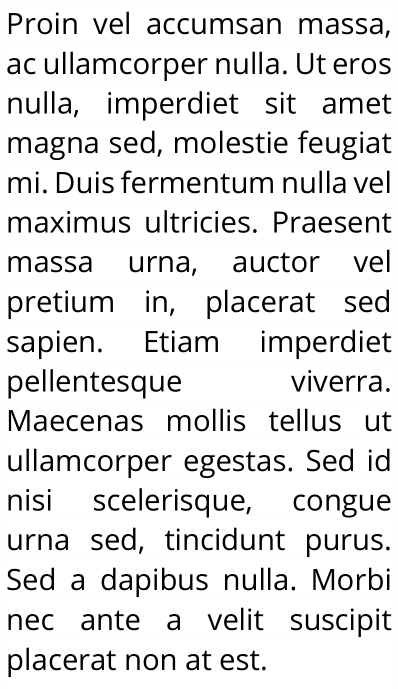 Proin vel accumsan massa,
ac ullamcorper nulla. Ut eros
nulla, imperdiet sit amet
magna sed, molestie feugiat
mi. Duis fermentum nulla vel
maximus ultricies. Praesent
massa urna, auctor vel
pretium in, placerat sed
sapien. Etiam imperdiet
pellentesque viverra.
Maecenas mollis tellus ut
ullamcorper egestas. Sed id
nisi scelerisque, congue
urna sed, tincidunt purus.
Sed a dapibus nulla. Morbi
nec ante a velit suscipit
placerat non at est.